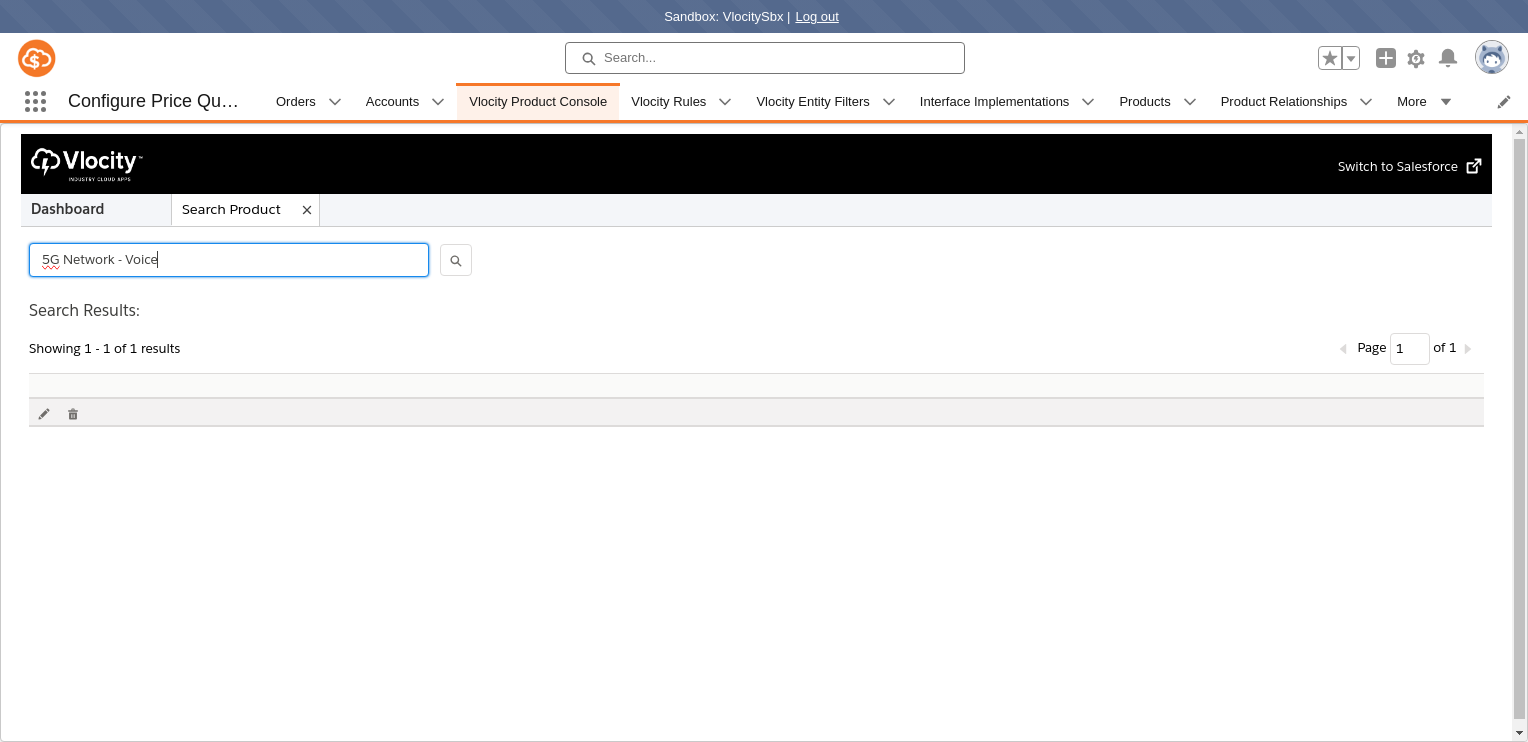 Sandbox: VlocitySbx | Log out
Search...
Configure Price Qu...
Orders Accounts Vlocity Product Console Vlocity Rules Vlocity Entity Filters Interface Implementations Products Product Relationships More
Vlocity™
INDUSTRY CLOUD APPS
Switch to Salesforce
Dashboard Search Product
5G Network - Voice
Search Results:
Showing 1 - 1 of 1 results Page 1 of 1